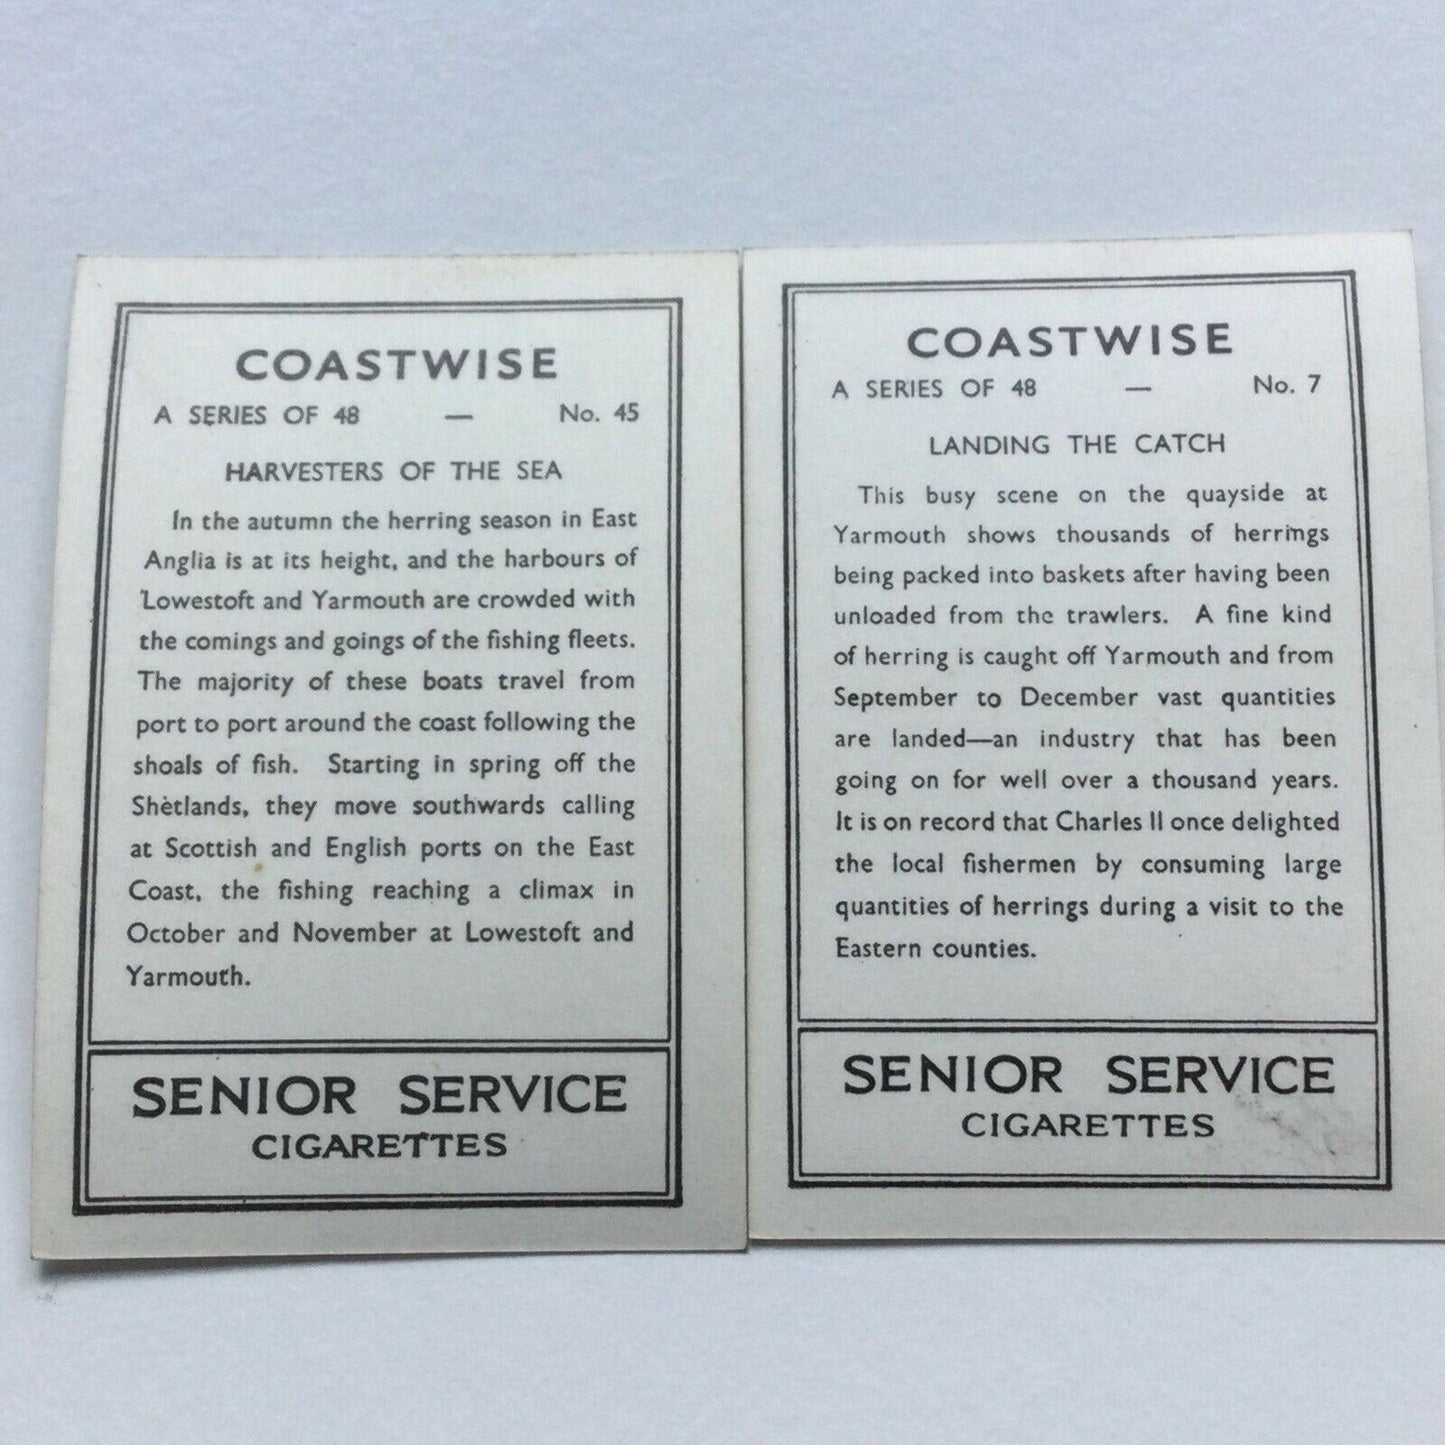 COASTWISE
A SERIES OF 48 — No. 45
HARVESTERS OF THE SEA
In the autumn the herring season in East
Anglia is at its height, and the harbours of
Lowestoft and Yarmouth are crowded with
the comings and goings of the fishing fleets.
The majority of these boats travel from
port to port around the coast following the
shoals of fish. Starting in spring off the
Shetlands, they move southwards calling
at Scottish and English ports on the East
Coast, the fishing reaching a climax in
October and November at Lowestoft and
Yarmouth.
SENIOR SERVICE
CIGARETTES
COASTWISE
A SERIES OF 48 — No. 7
LANDING THE CATCH
This busy scene on the quayside at
Yarmouth shows thousands of herrings
being packed into baskets after having been
unloaded from the trawlers. A fine kind
of herring is caught off Yarmouth and from
September to December vast quantities
are landed—an industry that has been
going on for well over a thousand years.
It is on record that Charles II once delighted
the local fishermen by consuming large
quantities of herrings during a visit to the
Eastern counties.
SENIOR SERVICE
CIGARETTES